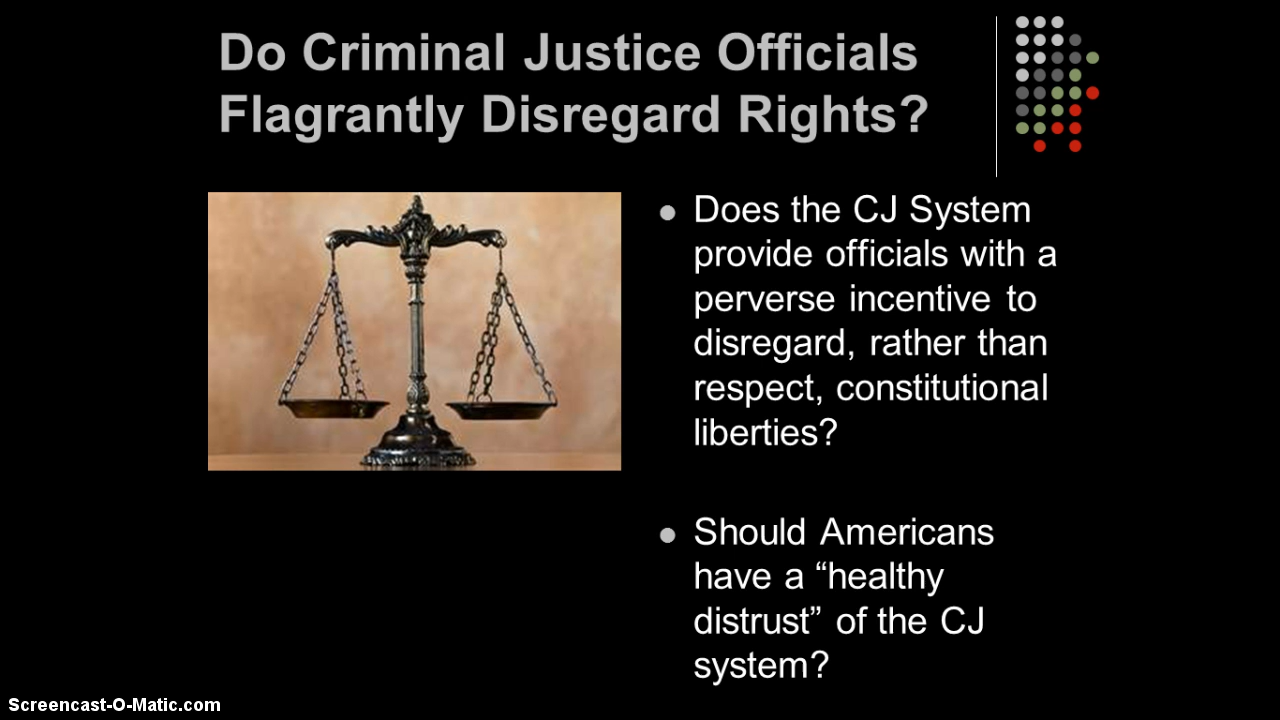 Do Criminal Justice Officials
Flagrantly Disregard Rights?
Does the CJ System
provide officials with a
perverse incentive to
disregard, rather than
respect, constitutional
liberties?
Should Americans
have a “healthy
distrust” of the CJ
system?
Screencast-O-Matic.com